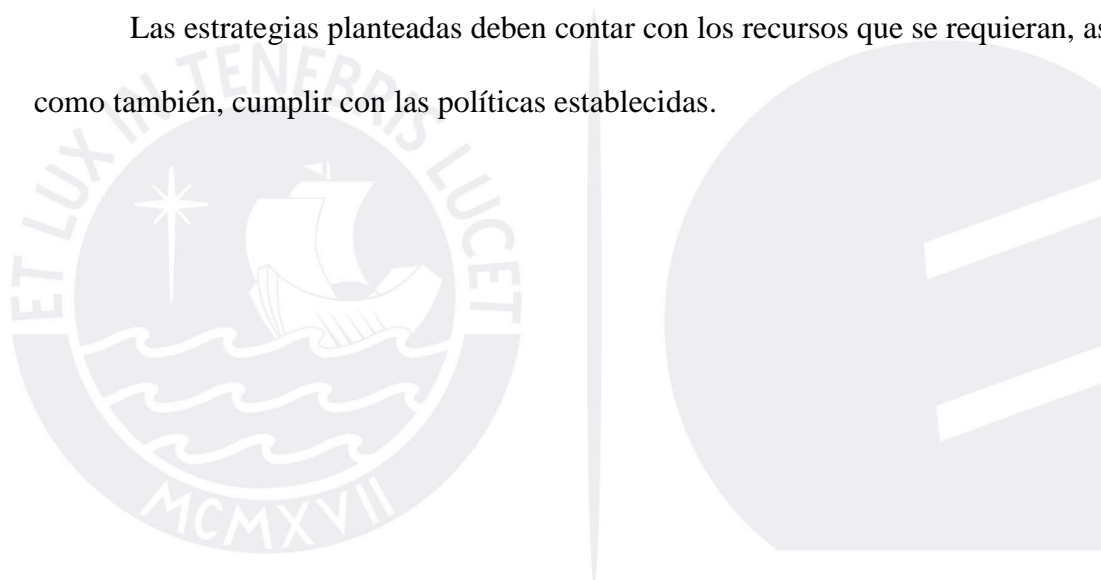 Las estrategias planteadas deben contar con los recursos que se requieran, as
como también, cumplir con las políticas establecidas.
ET LUX IN TENEBRIS LUCET
MCMXVII